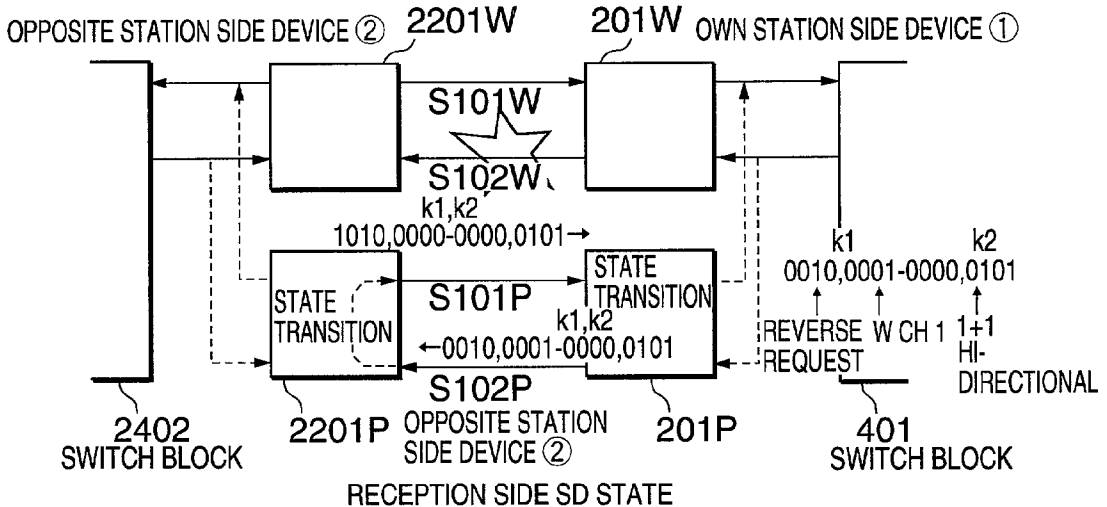 OPPOSITE STATION SIDE DEVICE ②
2201W
201W
OWN STATION SIDE DEVICE ①
S101W
S102W
k1,k2
1010,0000-0000,0101→
STATE
TRANSITION
S101P
k1,k2
←0010,0001-0000,0101
S102P
STATE
TRANSITION
k1
k2
0010,0001-0000,0101
REVERSE
REQUEST
W CH 1
1+1
HI-
DIRECTIONAL
2402
SWITCH BLOCK
2201P
OPPOSITE STATION
SIDE DEVICE ②
201P
401
SWITCH BLOCK
RECEPTION SIDE SD STATE